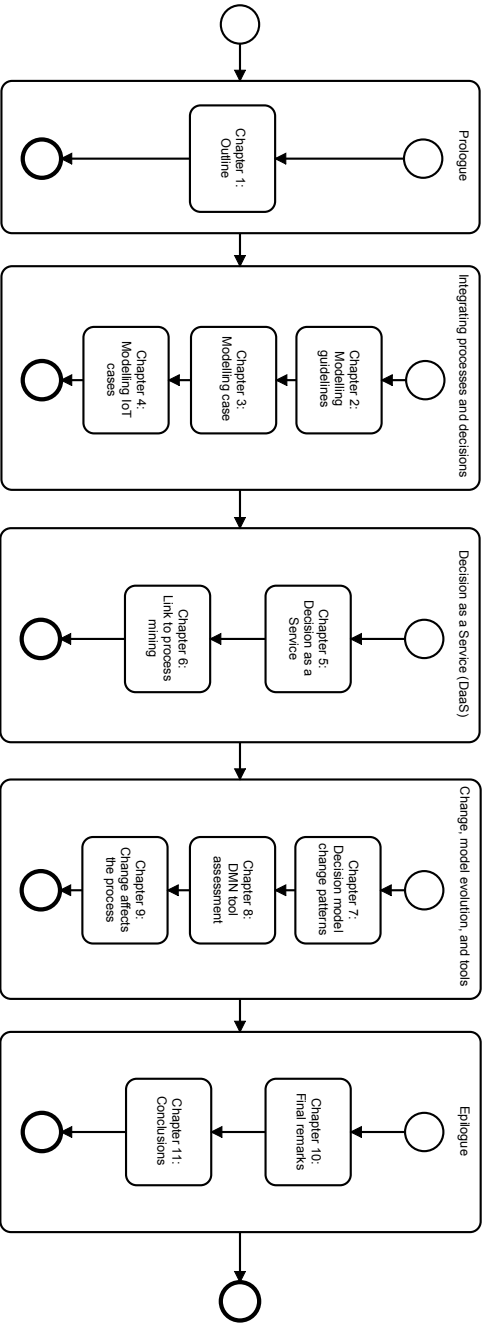 Prologue
Chapter 1:
Outline
Integrating processes and decisions
Chapter 2:
Modelling
guidelines
Chapter 3:
Modelling case
Chapter 4:
Modelling IoT
cases
Decision as a Service (DaaS)
Chapter 5:
Decision as a
Service
Chapter 6:
Link to process
mining
Change, model evolution, and tools
Chapter 7:
Decision model
change patterns
Chapter 8:
DMN tool
assessment
Chapter 9:
Change affects
the process
Epilogue
Chapter 10:
Final remarks
Chapter 11:
Conclusions